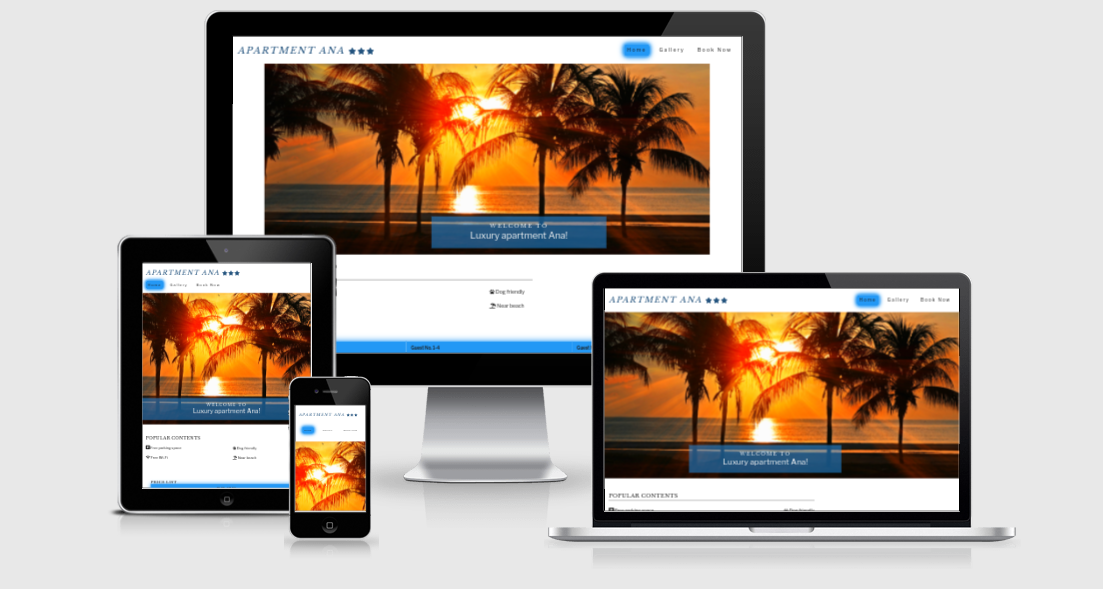 APARTMENT ANA
Home Gallery Book Now
WELCOME TO
Luxury apartment Ana!
Dog friendly
Near beach
Guest No.3-4
APARTMENT ANA
Home Gallery Book Now
WELCOME TO
Luxury apartment Ana!
POPULAR CONTENTS
Free parking space
Dog friendly
Free Wi-Fi
Near beach
PRICE LIST
APARTMENT ANA
APARTMENT ANA
Home Gallery Book Now
WELCOME TO
Luxury apartment Ana!
POPULAR CONTENTS